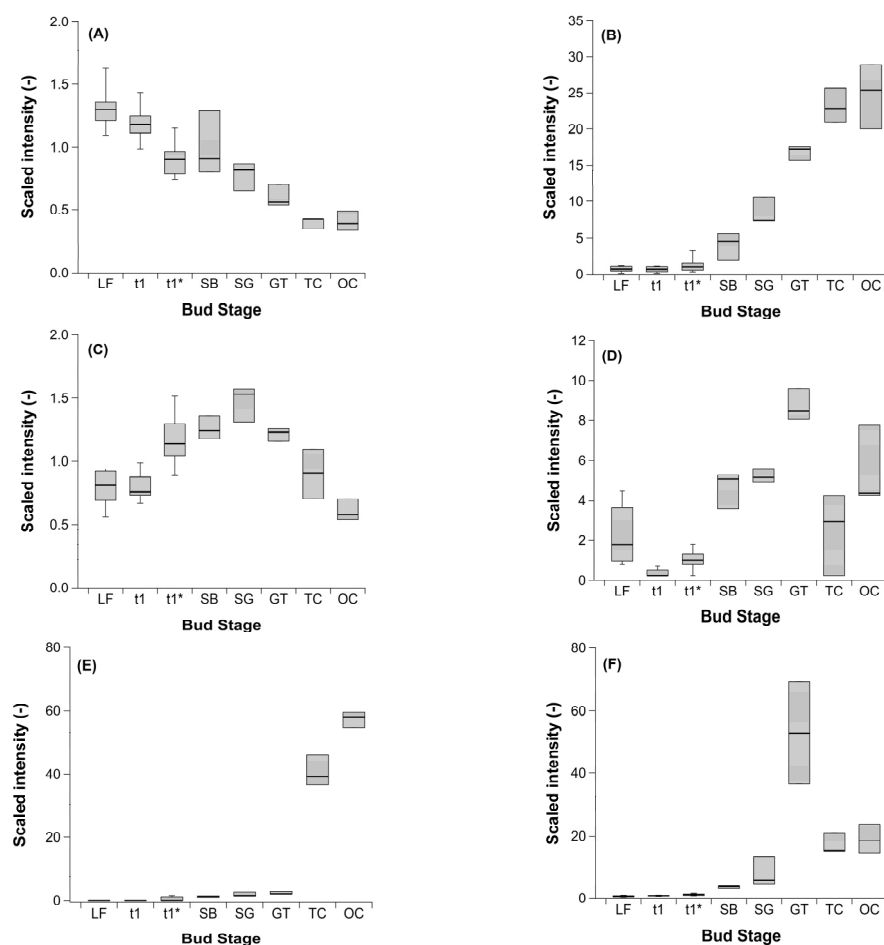 (A)
Scaled intensity (-)
2.0
1.5
1.0
0.5
0.0
LF t1 t1* SB SG GT TC OC
Bud Stage
(B)
Scaled intensity (-)
35
30
25
20
15
10
5
0
LF t1 t1* SB SG GT TC OC
Bud Stage
(C)
Scaled intensity (-)
2.0
1.5
1.0
0.5
0.0
LF t1 t1* SB SG GT TC OC
Bud Stage
(D)
Scaled intensity (-)
12
10
8
6
4
2
0
LF t1 t1* SB SG GT TC OC
Bud Stage
(E)
Scaled intensity (-)
80
60
40
20
0
LF t1 t1* SB SG GT TC OC
Bud Stage
(F)
Scaled intensity (-)
80
60
40
20
0
LF t1 t1* SB SG GT TC OC
Bud Stage